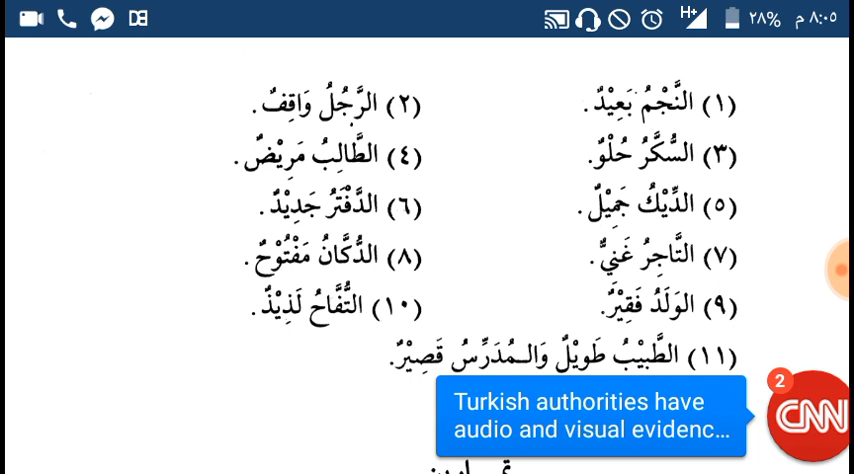 ٨:٠٥ م ٢٨% H+
(١) النَّجْمُ بَعِيْدٌ. (٢) الرَّجُلُ وَاقِفٌ.
(٣) السُّكَّرُ حُلْوٌ. (٤) الطَّالِبُ مَرِيْضٌ.
(٥) الدِّيْكُ جَمِيْلٌ. (٦) الدَّفْتَرُ جَدِيْدٌ.
(٧) التَّاجِرُ غَنِيٌّ. (٨) الدُّكَّانُ مَفْتُوْحٌ.
(٩) الوَلَدُ فَقِيْرٌ. (١٠) التُّفَّاحُ لَذِيْذٌ.
(١١) الطَّبِيْبُ طَوِيْلٌ وَالـمُدَرِّسُ قَصِيْرٌ.
2
CNN
Turkish authorities have
audio and visual evidenc...